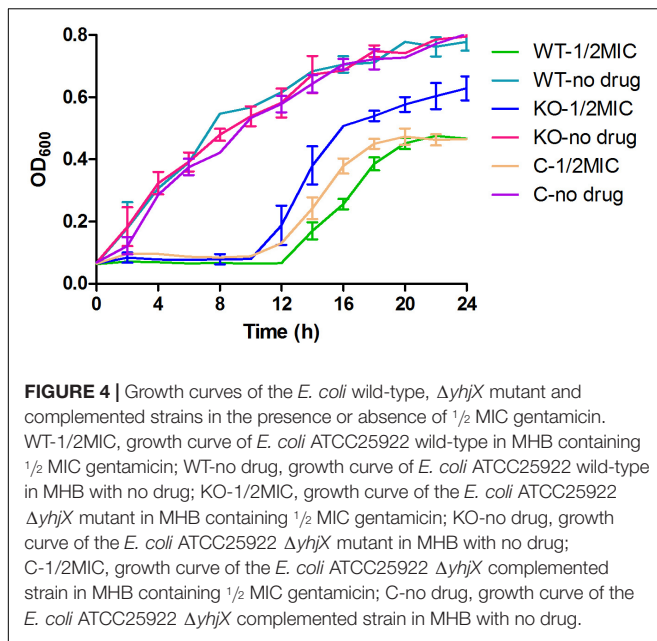 0.8
0.6
0.4
0.2
0.0
OD600
0
4
8
12
16
20
24
Time (h)
WT-1/2MIC
WT-no drug
KO-1/2MIC
KO-no drug
C-1/2MIC
C-no drug
FIGURE 4 | Growth curves of the E. coli wild-type, ΔyhjX mutant and
complemented strains in the presence or absence of 1/2 MIC gentamicin.
WT-1/2MIC, growth curve of E. coli ATCC25922 wild-type in MHB containing
1/2 MIC gentamicin; WT-no drug, growth curve of E. coli ATCC25922 wild-type
in MHB with no drug; KO-1/2MIC, growth curve of the E. coli ATCC25922
ΔyhjX mutant in MHB containing 1/2 MIC gentamicin; KO-no drug, growth
curve of the E. coli ATCC25922 ΔyhjX mutant in MHB with no drug;
C-1/2MIC, growth curve of the E. coli ATCC25922 ΔyhjX complemented
strain in MHB containing 1/2 MIC gentamicin; C-no drug, growth curve of the
E. coli ATCC25922 ΔyhjX complemented strain in MHB with no drug.